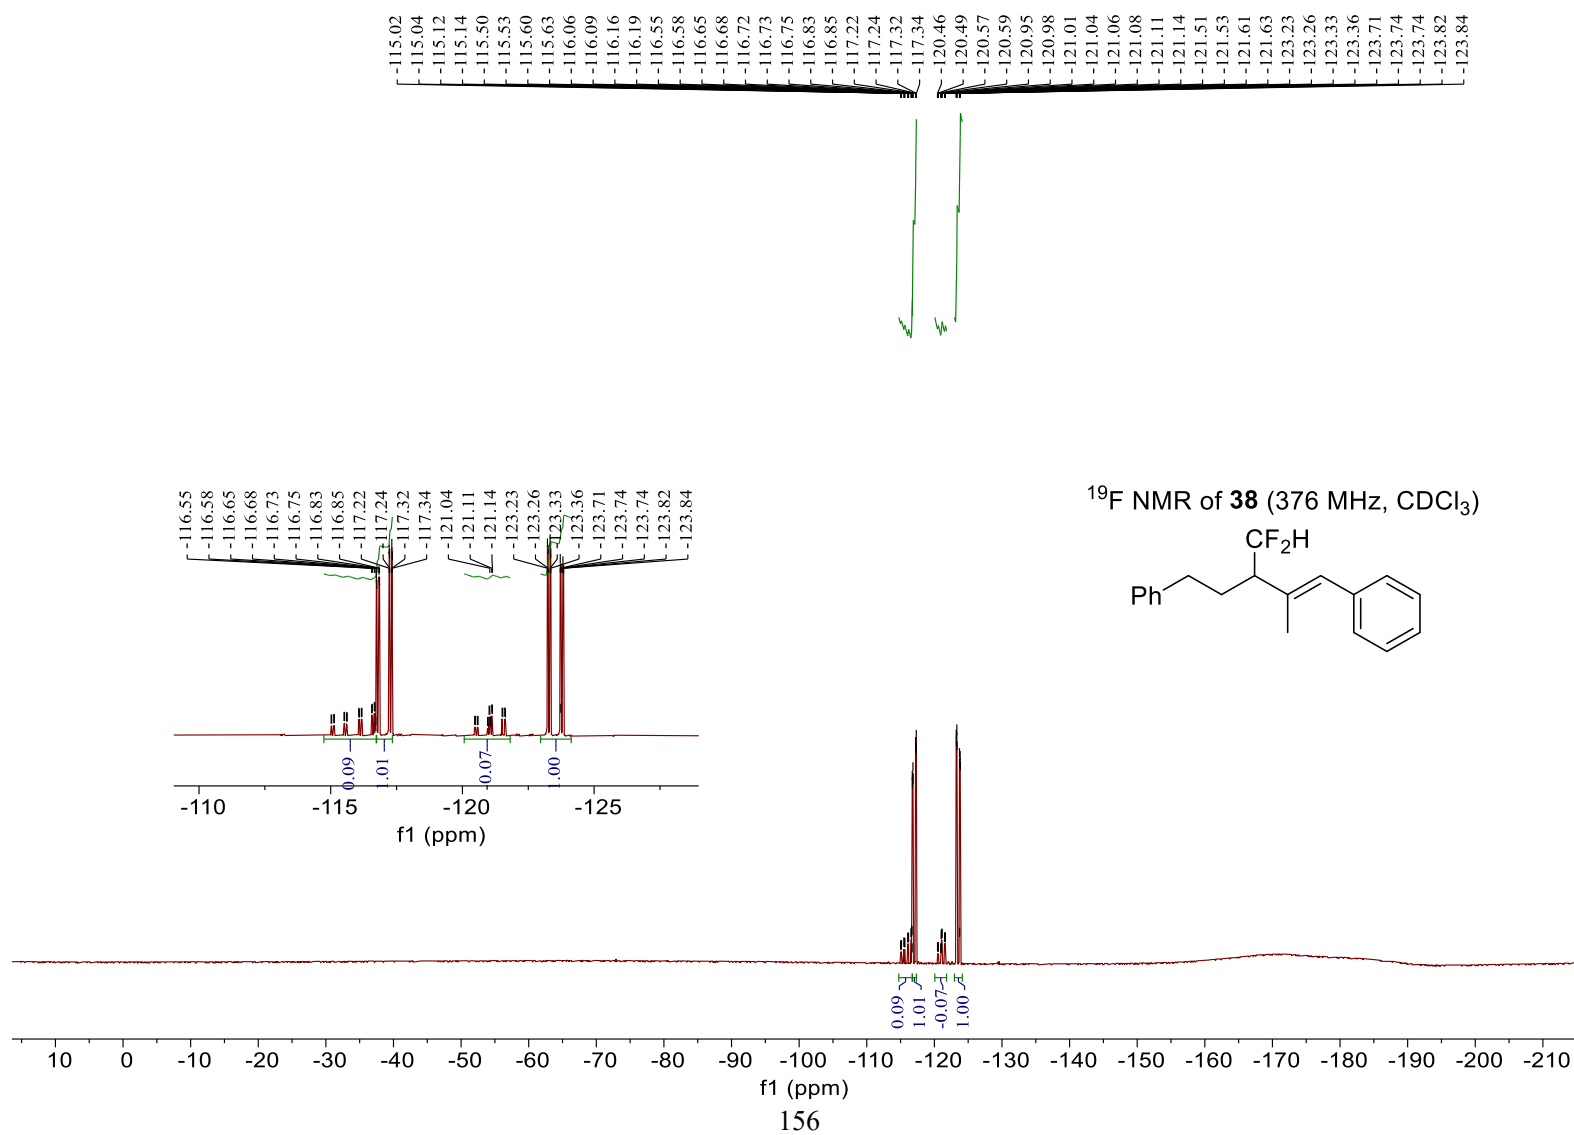 -115.02 -115.04 -115.12 -115.14 -115.50 -115.53 -115.60 -115.63 -116.06 -116.09 -116.16 -116.19 -116.55 -116.58 -116.65 -116.68 -116.72 -116.73 -116.75 -116.83 -116.85 -117.22 -117.24 -117.32 -117.34 -120.46 -120.49 -120.57 -120.59 -120.95 -120.98 -121.01 -121.04 -121.06 -121.08 -121.11 -121.14 -121.51 -121.53 -121.61 -121.63 -123.23 -123.26 -123.33 -123.36 -123.71 -123.74 -123.74 -123.82 -123.84
-116.55 -116.58 -116.65 -116.68 -116.73 -116.75 -116.83 -116.85 -117.22 -117.24 -117.32 -117.34 -121.04 -121.11 -121.14 -123.23 -123.26 -123.33 -123.36 -123.71 -123.74 -123.74 -123.82 -123.84
¹⁹F NMR of 38 (376 MHz, CDCl₃)
CF₂H
Ph
0.09 1.01 -0.07 1.00
-110 -115 -120 -125
f1 (ppm)
0.09 1.01 -0.07 1.00
10 0 -10 -20 -30 -40 -50 -60 -70 -80 -90 -100 -110 -120 -130 -140 -150 -160 -170 -180 -190 -200 -210
f1 (ppm)
156